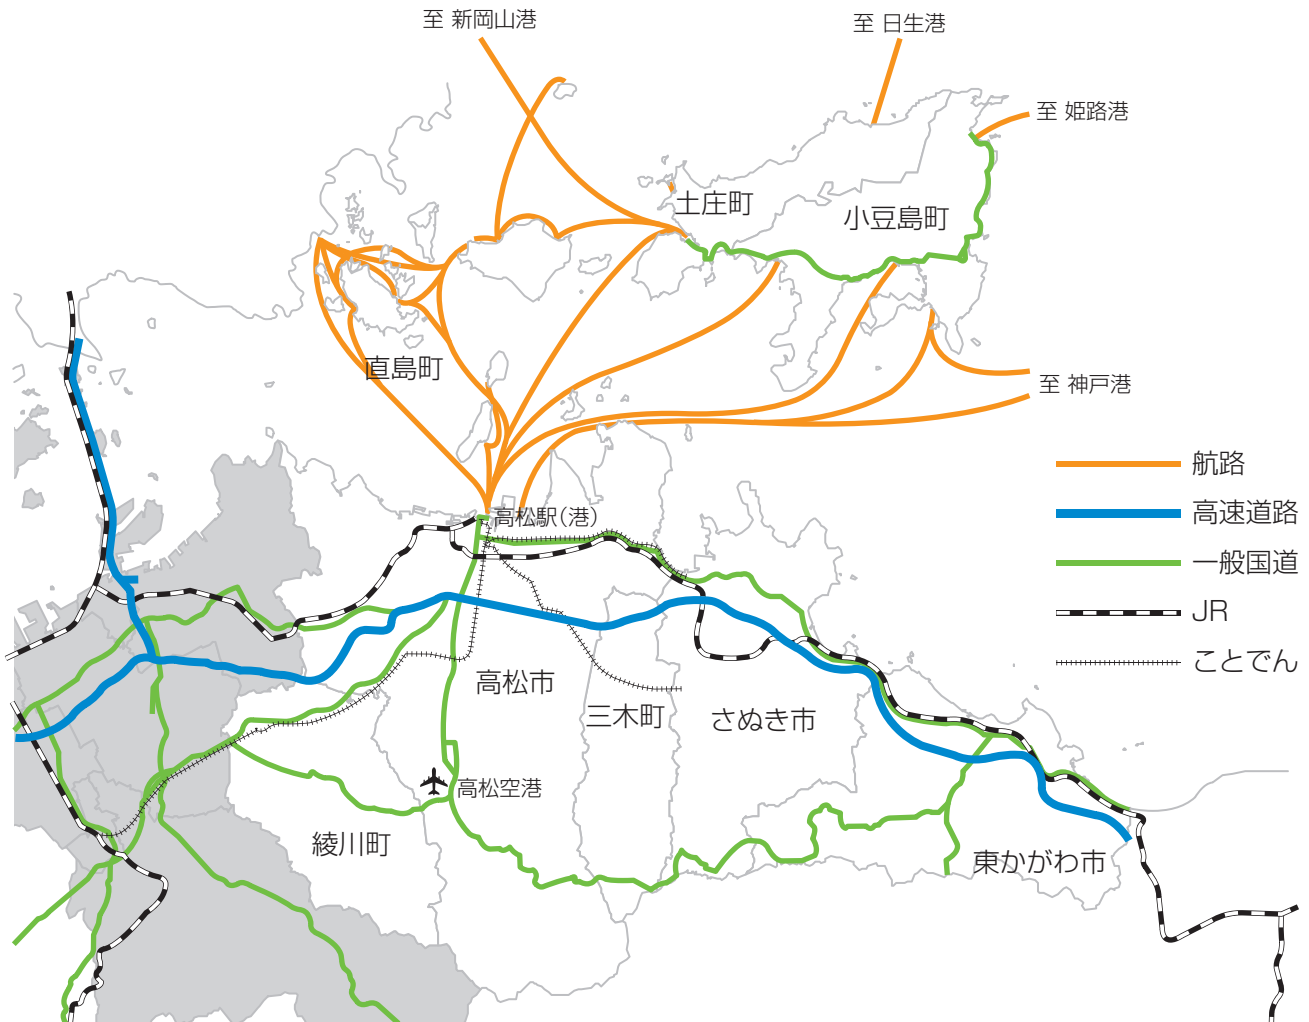 至 新岡山港
至 日生港
至 姫路港
土庄町
小豆島町
直島町
至 神戸港
航路
高速道路
一般国道
JR
ことでん
高松駅(港)
高松市
三木町
さぬき市
高松空港
綾川町
東かがわ市